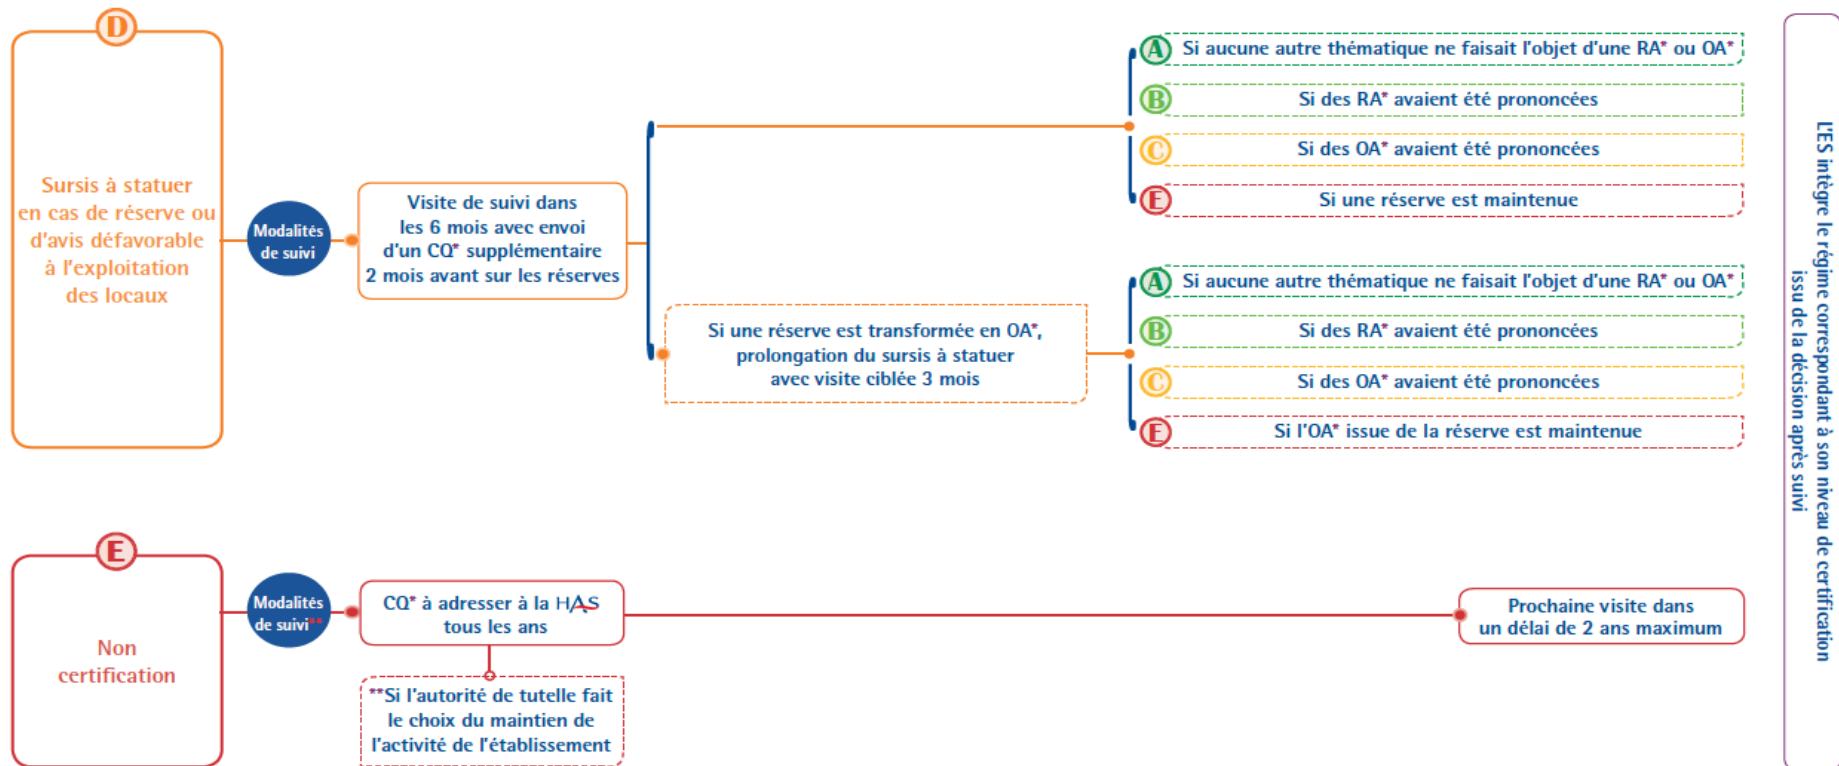 D
Sursis à statuer
en cas de réserve ou
d'avis défavorable
à l'exploitation
des locaux
Modalités
de suivi
Visite de suivi dans
les 6 mois avec envoi
d'un CQ* supplémentaire
2 mois avant sur les réserves
A Si aucune autre thématique ne faisait l'objet d'une RA* ou OA*
B Si des RA* avaient été prononcées
C Si des OA* avaient été prononcées
E Si une réserve est maintenue
Si une réserve est transformée en OA*,
prolongation du sursis à statuer
avec visite ciblée 3 mois
A Si aucune autre thématique ne faisait l'objet d'une RA* ou OA*
B Si des RA* avaient été prononcées
C Si des OA* avaient été prononcées
E Si l'OA* issue de la réserve est maintenue
E
Non
certification
Modalités
de suivi**
CQ* à adresser à la HAS
tous les ans
**Si l'autorité de tutelle fait
le choix du maintien de
l'activité de l'établissement
Prochaine visite dans
un délai de 2 ans maximum
L'ES intègre le régime correspondant à son niveau de certification
issu de la décision après suivi